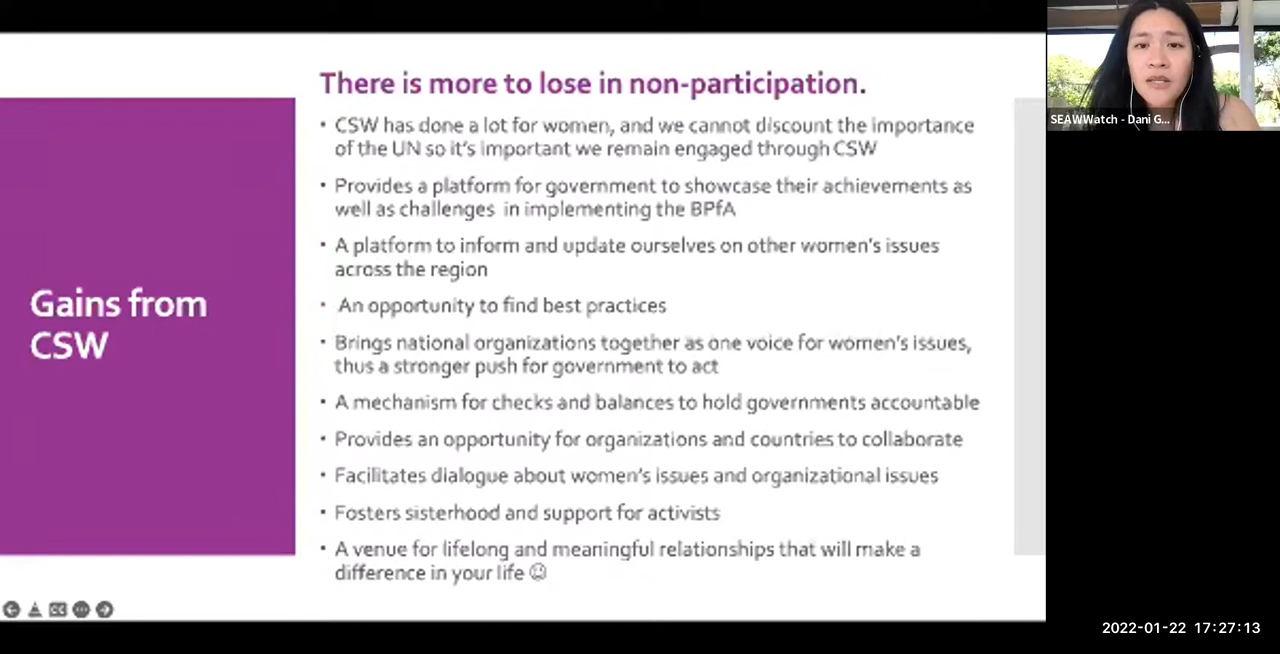 There is more to lose in non-participation.
• CSW has done a lot for women, and we cannot discount the importance
of the UN so it's important we remain engaged through CSW
• Provides a platform for government to showcase their achievements as
well as challenges in implementing the BPfA
• A platform to inform and update ourselves on other women's issues
across the region
• An opportunity to find best practices
• Brings national organizations together as one voice for women's issues,
thus a stronger push for government to act
• A mechanism for checks and balances to hold governments accountable
• Provides an opportunity for organizations and countries to collaborate
• Facilitates dialogue about women's issues and organizational issues
• Fosters sisterhood and support for activists
• A venue for lifelong and meaningful relationships that will make a
difference in your life ☺
Gains from
CSW
SEAWWatch - Dani G...
2022-01-22 17:27:13